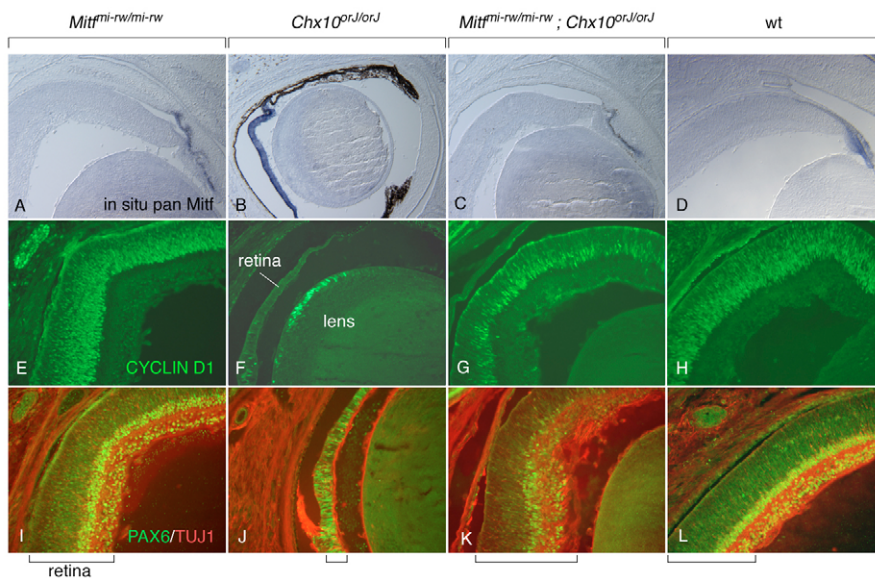 Mitf mi-rw/mi-rw
Chx10 orJ/orJ
Mitf mi-rw/mi-rw ; Chx10 orJ/orJ
wt
A
in situ pan Mitf
B
C
D
E
CYCLIN D1
F
retina
lens
G
H
I
PAX6/TUJ1
J
K
L
retina